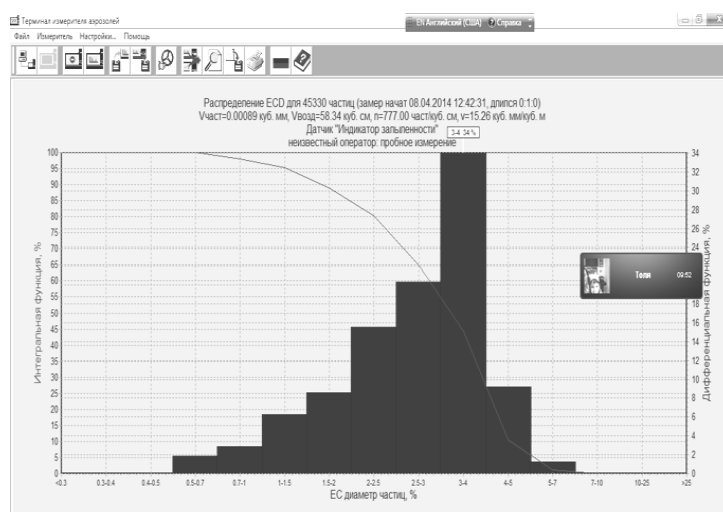 Терминал измерителя аэрозолей
EN Английский (США) Справка
Файл Измеритель Настройки... Помощь
Распределение ECD для 45330 частиц (замер начат 08.04.2014 12:42:31, длился 0:1:0)
Vчаст=0.00089 куб. мм, Vвозд=58.34 куб. см, n=777.00 част/куб. см, v=15.26 куб. мм/куб. м
Датчик "Индикатор запыленности"
3-4 34 %
неизвестный оператор: пробное измерение
100
95
90
85
80
75
70
65
60
55
50
45
40
35
30
25
20
15
10
5
0
Интегральная функция, %
34
32
30
28
26
24
Толя 09:52
18
16
14
12
10
8
6
4
2
0
Дифференциальная функция, %
<0.3 0.3-0.4 0.4-0.5 0.5-0.7 0.7-1 1-1.5 1.5-2 2-2.5 2.5-3 3-4 4-5 5-7 7-10 10-25 >25
EC диаметр частиц, %